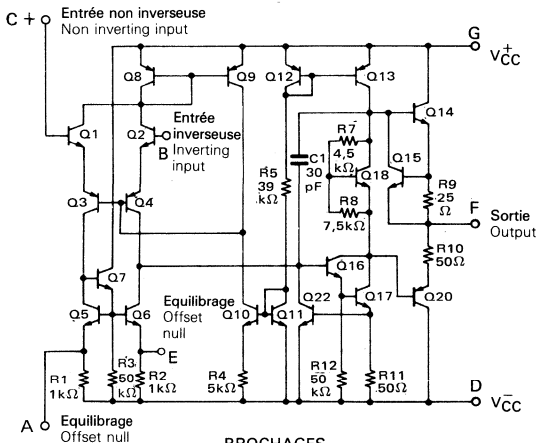 C + Entrée non inverseuse
Non inverting input
G
V+CC
Q8
Q9
Q12
Q13
Q14
Q1
Q2
Entrée
inverseuse
B
Inverting
input
R7
4,5
kΩ
Q15
C1
30
pF
Q18
R5
39
kΩ
R8
7,5kΩ
R9
25
Ω
F
Sortie
Output
Q3
Q4
R10
50Ω
Q7
Q16
Equilibrage
Offset
null
Q5
Q6
Q10
Q11
Q22
Q17
Q20
E
R1
1kΩ
R3
50
kΩ
R2
1kΩ
R4
5kΩ
R12
50
kΩ
R11
50Ω
D
V-CC
A
Equilibrage
Offset null
BROCHAGES